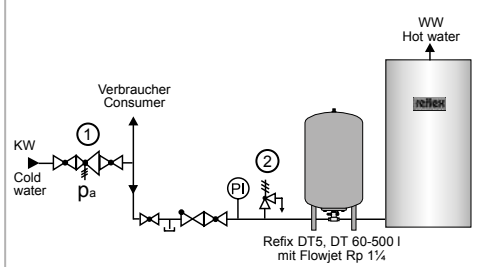 WW
Hot water
reflex
Verbraucher
Consumer
1
KW
Cold
water
pa
PI
2
Refix DT5, DT 60-500 l
mit Flowjet Rp 1¼